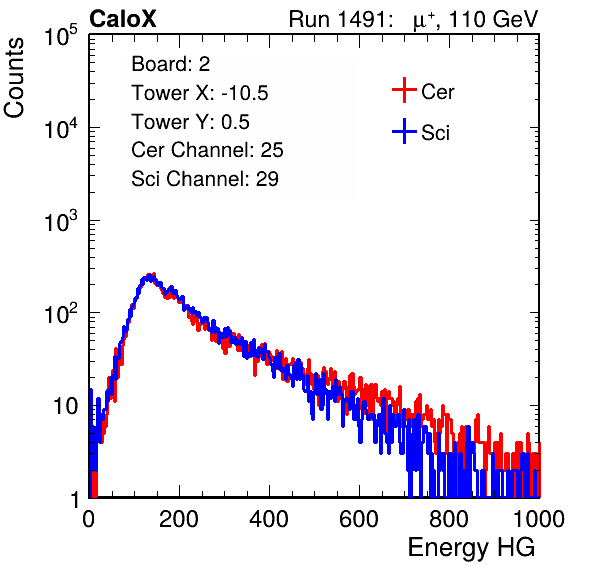 CaloX Run 1491: μ⁺, 110 GeV
Board: 2
Tower X: -10.5
Tower Y: 0.5
Cer Channel: 25
Sci Channel: 29
Cer
Sci
Counts
10⁵
10⁴
10³
10²
10
1
0 200 400 600 800 1000
Energy HG